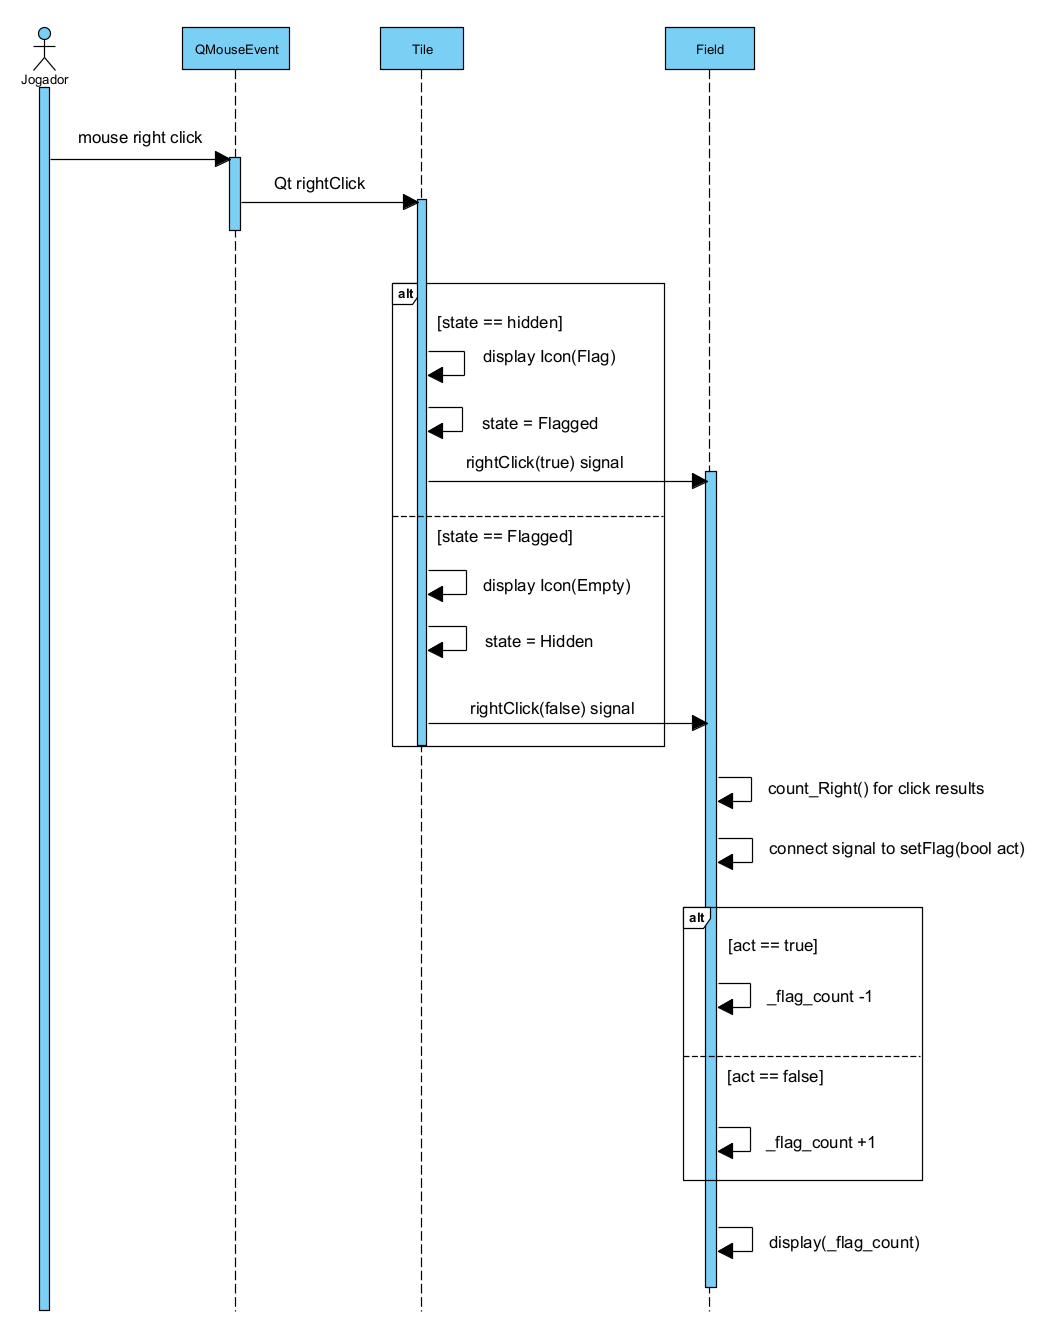 Jogador
QMouseEvent
Tile
Field
mouse right click
Qt rightClick
alt
[state == hidden]
display Icon(Flag)
state = Flagged
rightClick(true) signal
[state == Flagged]
display Icon(Empty)
state = Hidden
rightClick(false) signal
count_Right() for click results
connect signal to setFlag(bool act)
alt
[act == true]
_flag_count -1
[act == false]
_flag_count +1
display(_flag_count)